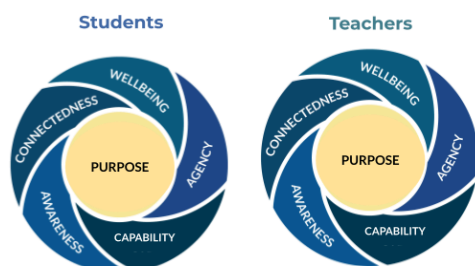 Students
WELLBEING
CONNECTEDNESS
AGENCY
PURPOSE
AWARENESS
CAPABILITY
Teachers
WELLBEING
CONNECTEDNESS
AGENCY
PURPOSE
AWARENESS
CAPABILITY